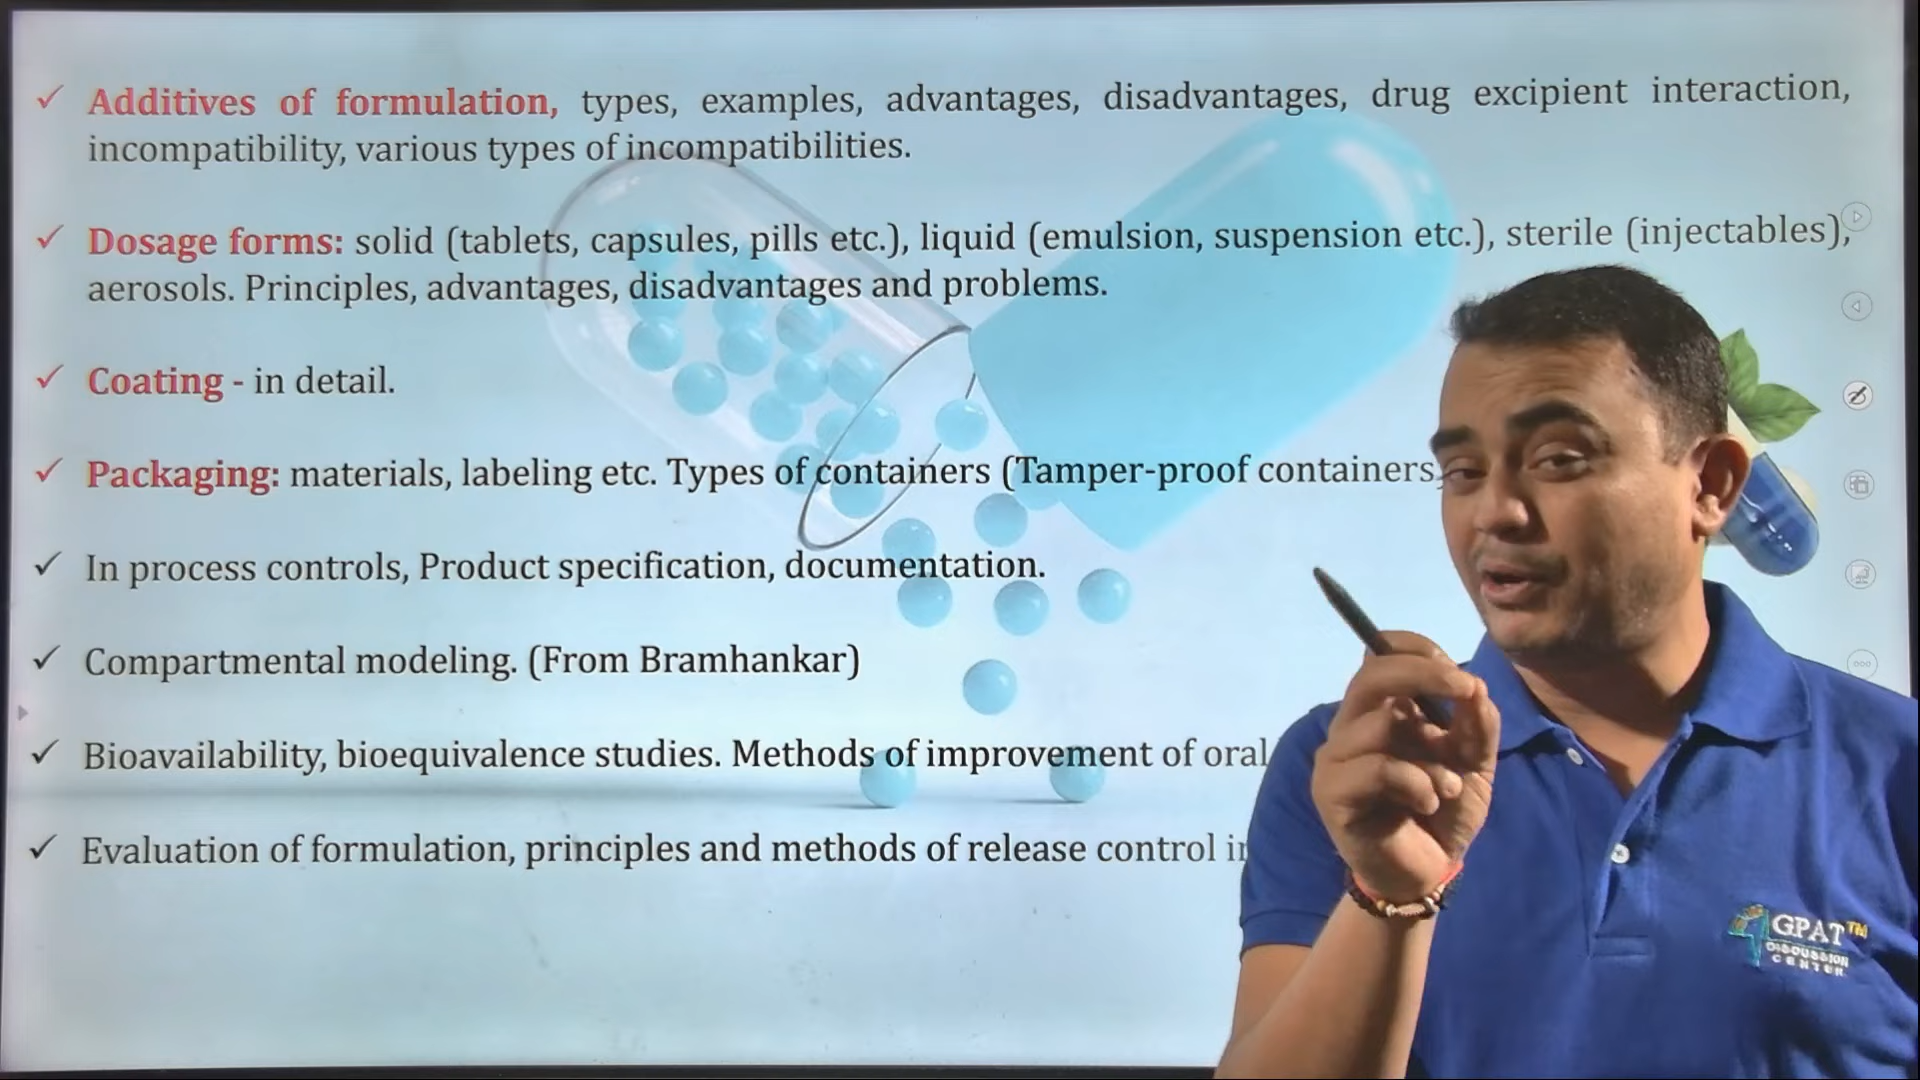 ✓ Additives of formulation, types, examples, advantages, disadvantages, drug excipient interaction,
incompatibility, various types of incompatibilities.
✓ Dosage forms: solid (tablets, capsules, pills etc.), liquid (emulsion, suspension etc.), sterile (injectables),
aerosols. Principles, advantages, disadvantages and problems.
✓ Coating - in detail.
✓ Packaging: materials, labeling etc. Types of containers (Tamper-proof containers,
✓ In process controls, Product specification, documentation.
✓ Compartmental modeling. (From Bramhankar)
✓ Bioavailability, bioequivalence studies. Methods of improvement of oral
✓ Evaluation of formulation, principles and methods of release control
GPAT™
DISCUSSION
CENTER